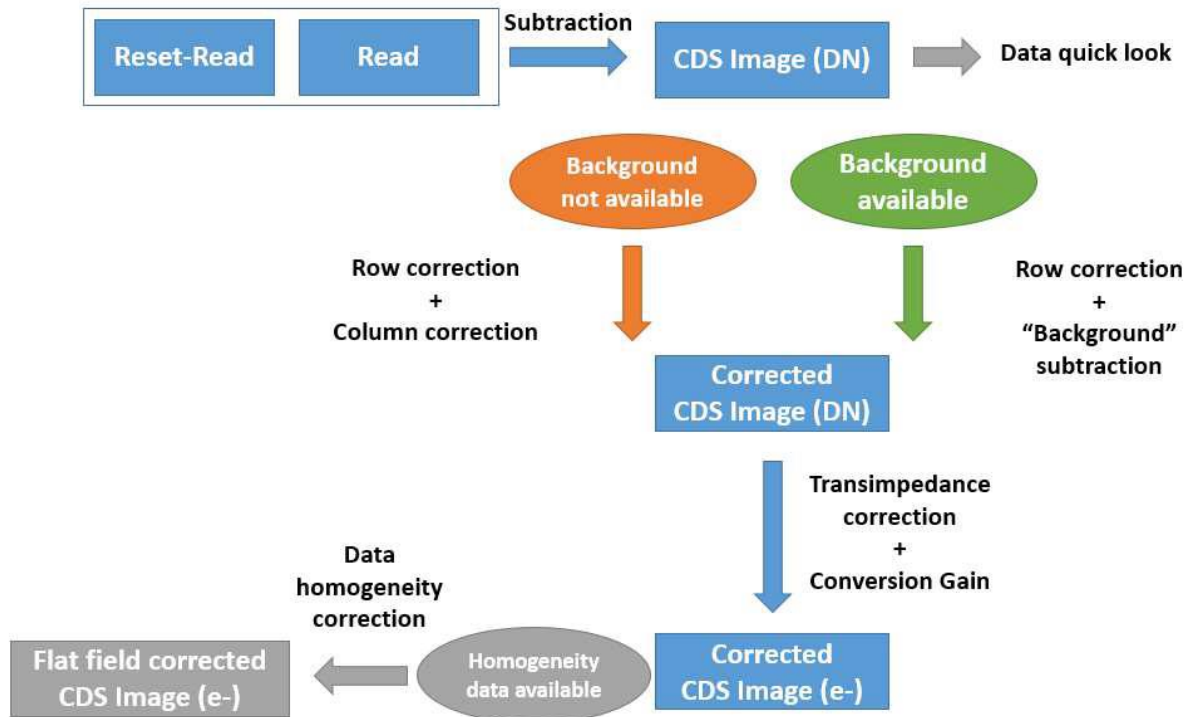 Reset-Read
Read
Subtraction
CDS Image (DN)
Data quick look
Background
not available
Background
available
Row correction
+
Column correction
Row correction
+
“Background”
subtraction
Corrected
CDS Image (DN)
Transimpedance
correction
+
Conversion Gain
Data
homogeneity
correction
Flat field corrected
CDS Image (e-)
Homogeneity
data available
Corrected
CDS Image (e-)